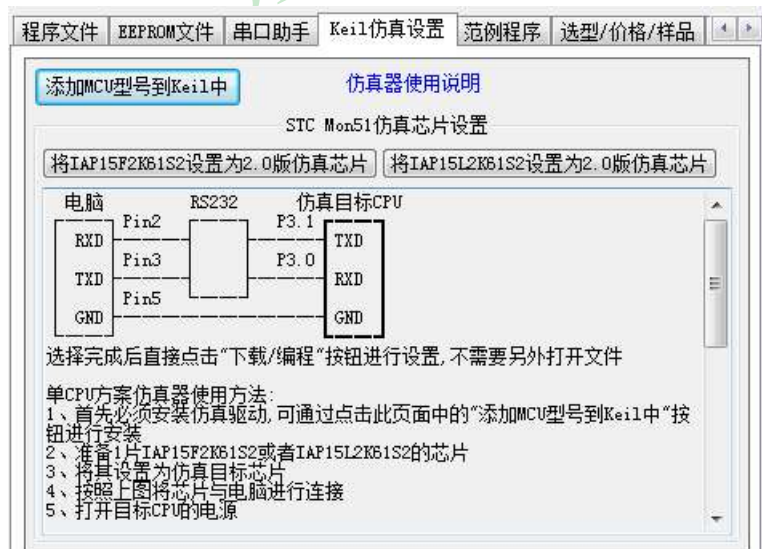 程序文件 EEPROM文件 串口助手 Keil仿真设置 范例程序 选型/价格/样品
添加MCU型号到Keil中 仿真器使用说明
STC Mon51仿真芯片设置
将IAP15F2K61S2设置为2.0版仿真芯片 将IAP15L2K61S2设置为2.0版仿真芯片
电脑 RS232 仿真目标CPU
Pin2 P3.1
RXD TXD
Pin3 P3.0
TXD RXD
Pin5
GND GND
选择完成后直接点击“下载/编程”按钮进行设置,不需要另外打开文件
单CPU方案仿真器使用方法:
1、首先必须安装仿真驱动,可通过点击此页面中的“添加MCU型号到Keil中”按
钮进行安装
2、准备1片IAP15F2K61S2或者IAP15L2K61S2的芯片
3、将其设置为仿真目标芯片
4、按照上图将芯片与电脑进行连接
5、打开目标CPU的电源